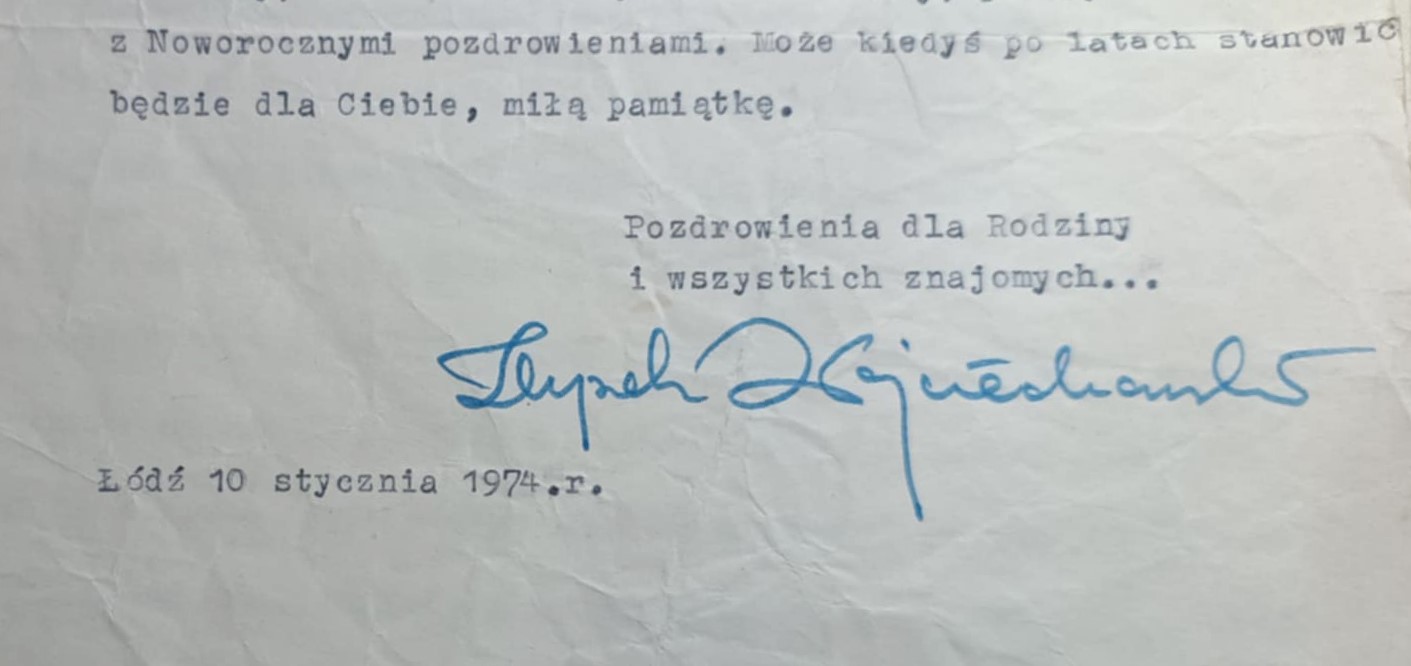 z Noworocznymi pozdrowieniami. Może kiedyś po latach stanowić
będzie dla Ciebie, miłą pamiątkę.
Pozdrowienia dla Rodziny
i wszystkich znajomych...
Wojciechowski
Łódź 10 stycznia 1974.r.